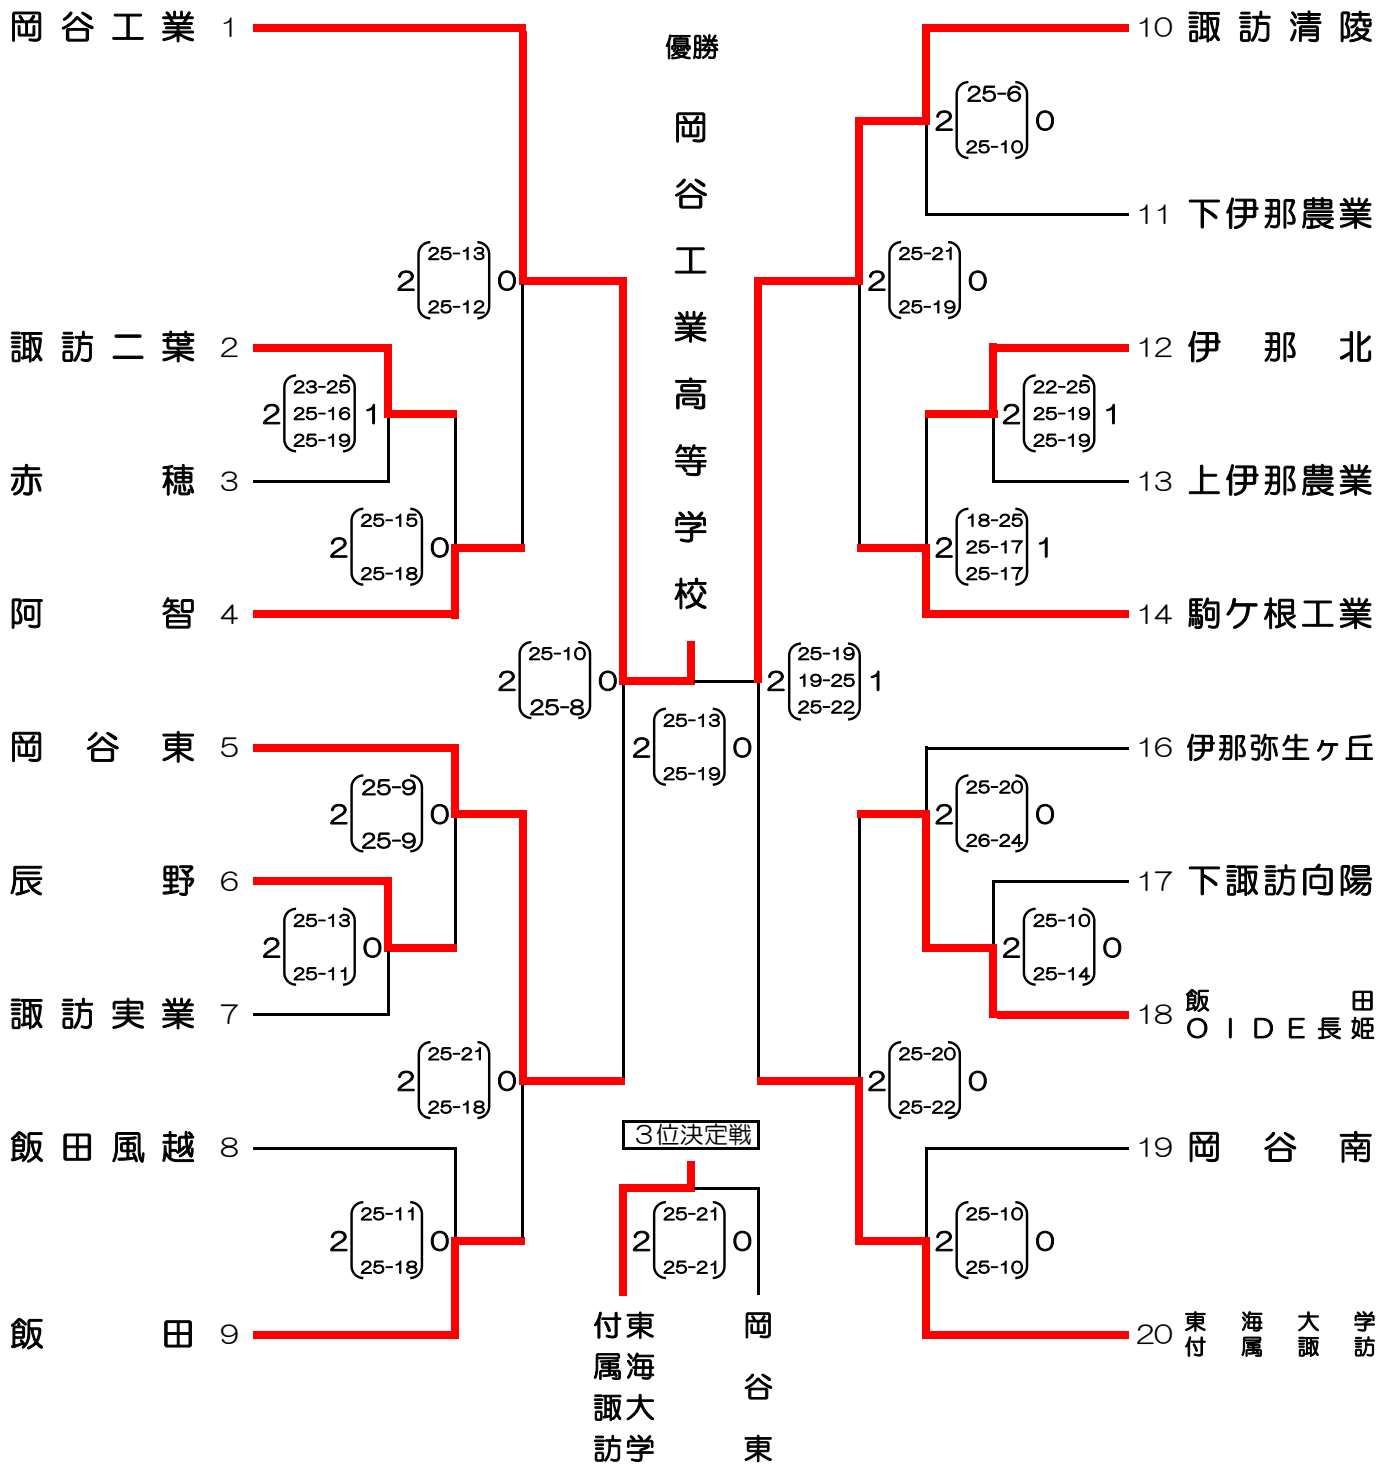 優勝
岡谷工業高等学校
岡谷工業 1
2 25-13 25-12 0
諏訪二葉 2
2 23-25 25-16 25-19 1
赤穂 3
2 25-15 25-18 0
阿智 4
2 25-10 25-8 0
岡谷東 5
2 25-9 25-9 0
辰野 6
2 25-13 25-11 0
諏訪実業 7
2 25-21 25-18 0
飯田風越 8
2 25-11 25-18 0
飯田 9
2 25-13 25-19 0
10 諏訪清陵
2 25-6 25-10 0
11 下伊那農業
2 25-21 25-19 0
12 伊那北
2 22-25 25-19 25-19 1
13 上伊那農業
2 18-25 25-17 25-17 1
14 駒ケ根工業
2 25-19 19-25 25-22 1
16 伊那弥生ヶ丘
2 25-20 26-24 0
17 下諏訪向陽
2 25-10 25-14 0
18 飯田
OIDE長姫
2 25-20 25-22 0
19 岡谷南
2 25-10 25-10 0
20 東海大学
付属諏訪
3位決定戦
2 25-21 25-21 0
東海大学
付属諏訪
岡谷東